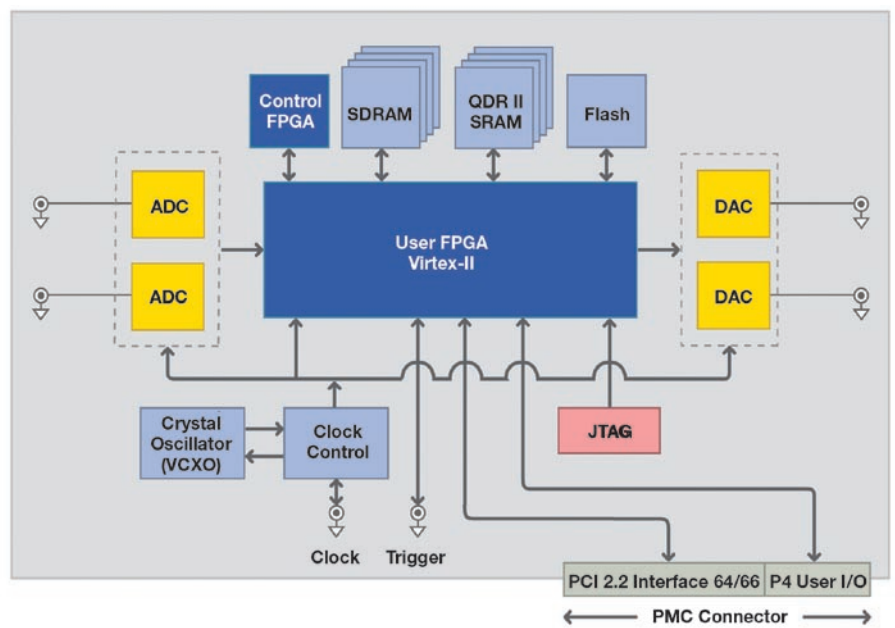 Control
FPGA
SDRAM
QDR II
SRAM
Flash
ADC
ADC
User FPGA
Virtex-II
DAC
DAC
Crystal
Oscillator
(VCXO)
Clock
Control
JTAG
Clock
Trigger
PCI 2.2 Interface 64/66
P4 User I/O
PMC Connector